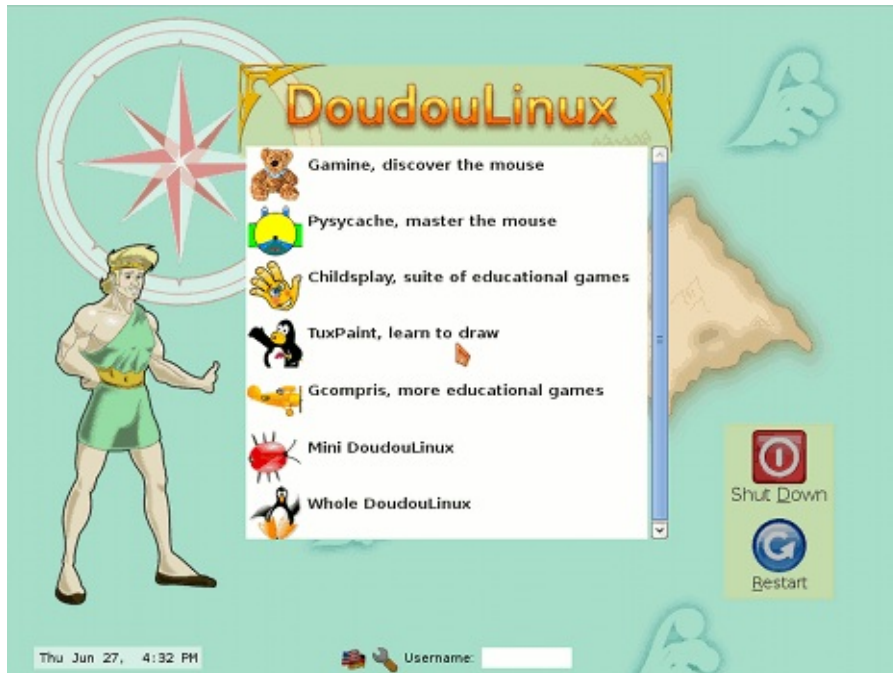 DoudouLinux
Gamine, discover the mouse
Pysycache, master the mouse
Childsplay, suite of educational games
TuxPaint, learn to draw
Gcompris, more educational games
Mini DoudouLinux
Whole DoudouLinux
Shut Down
Restart
Thu Jun 27, 4:32 PM
Username: